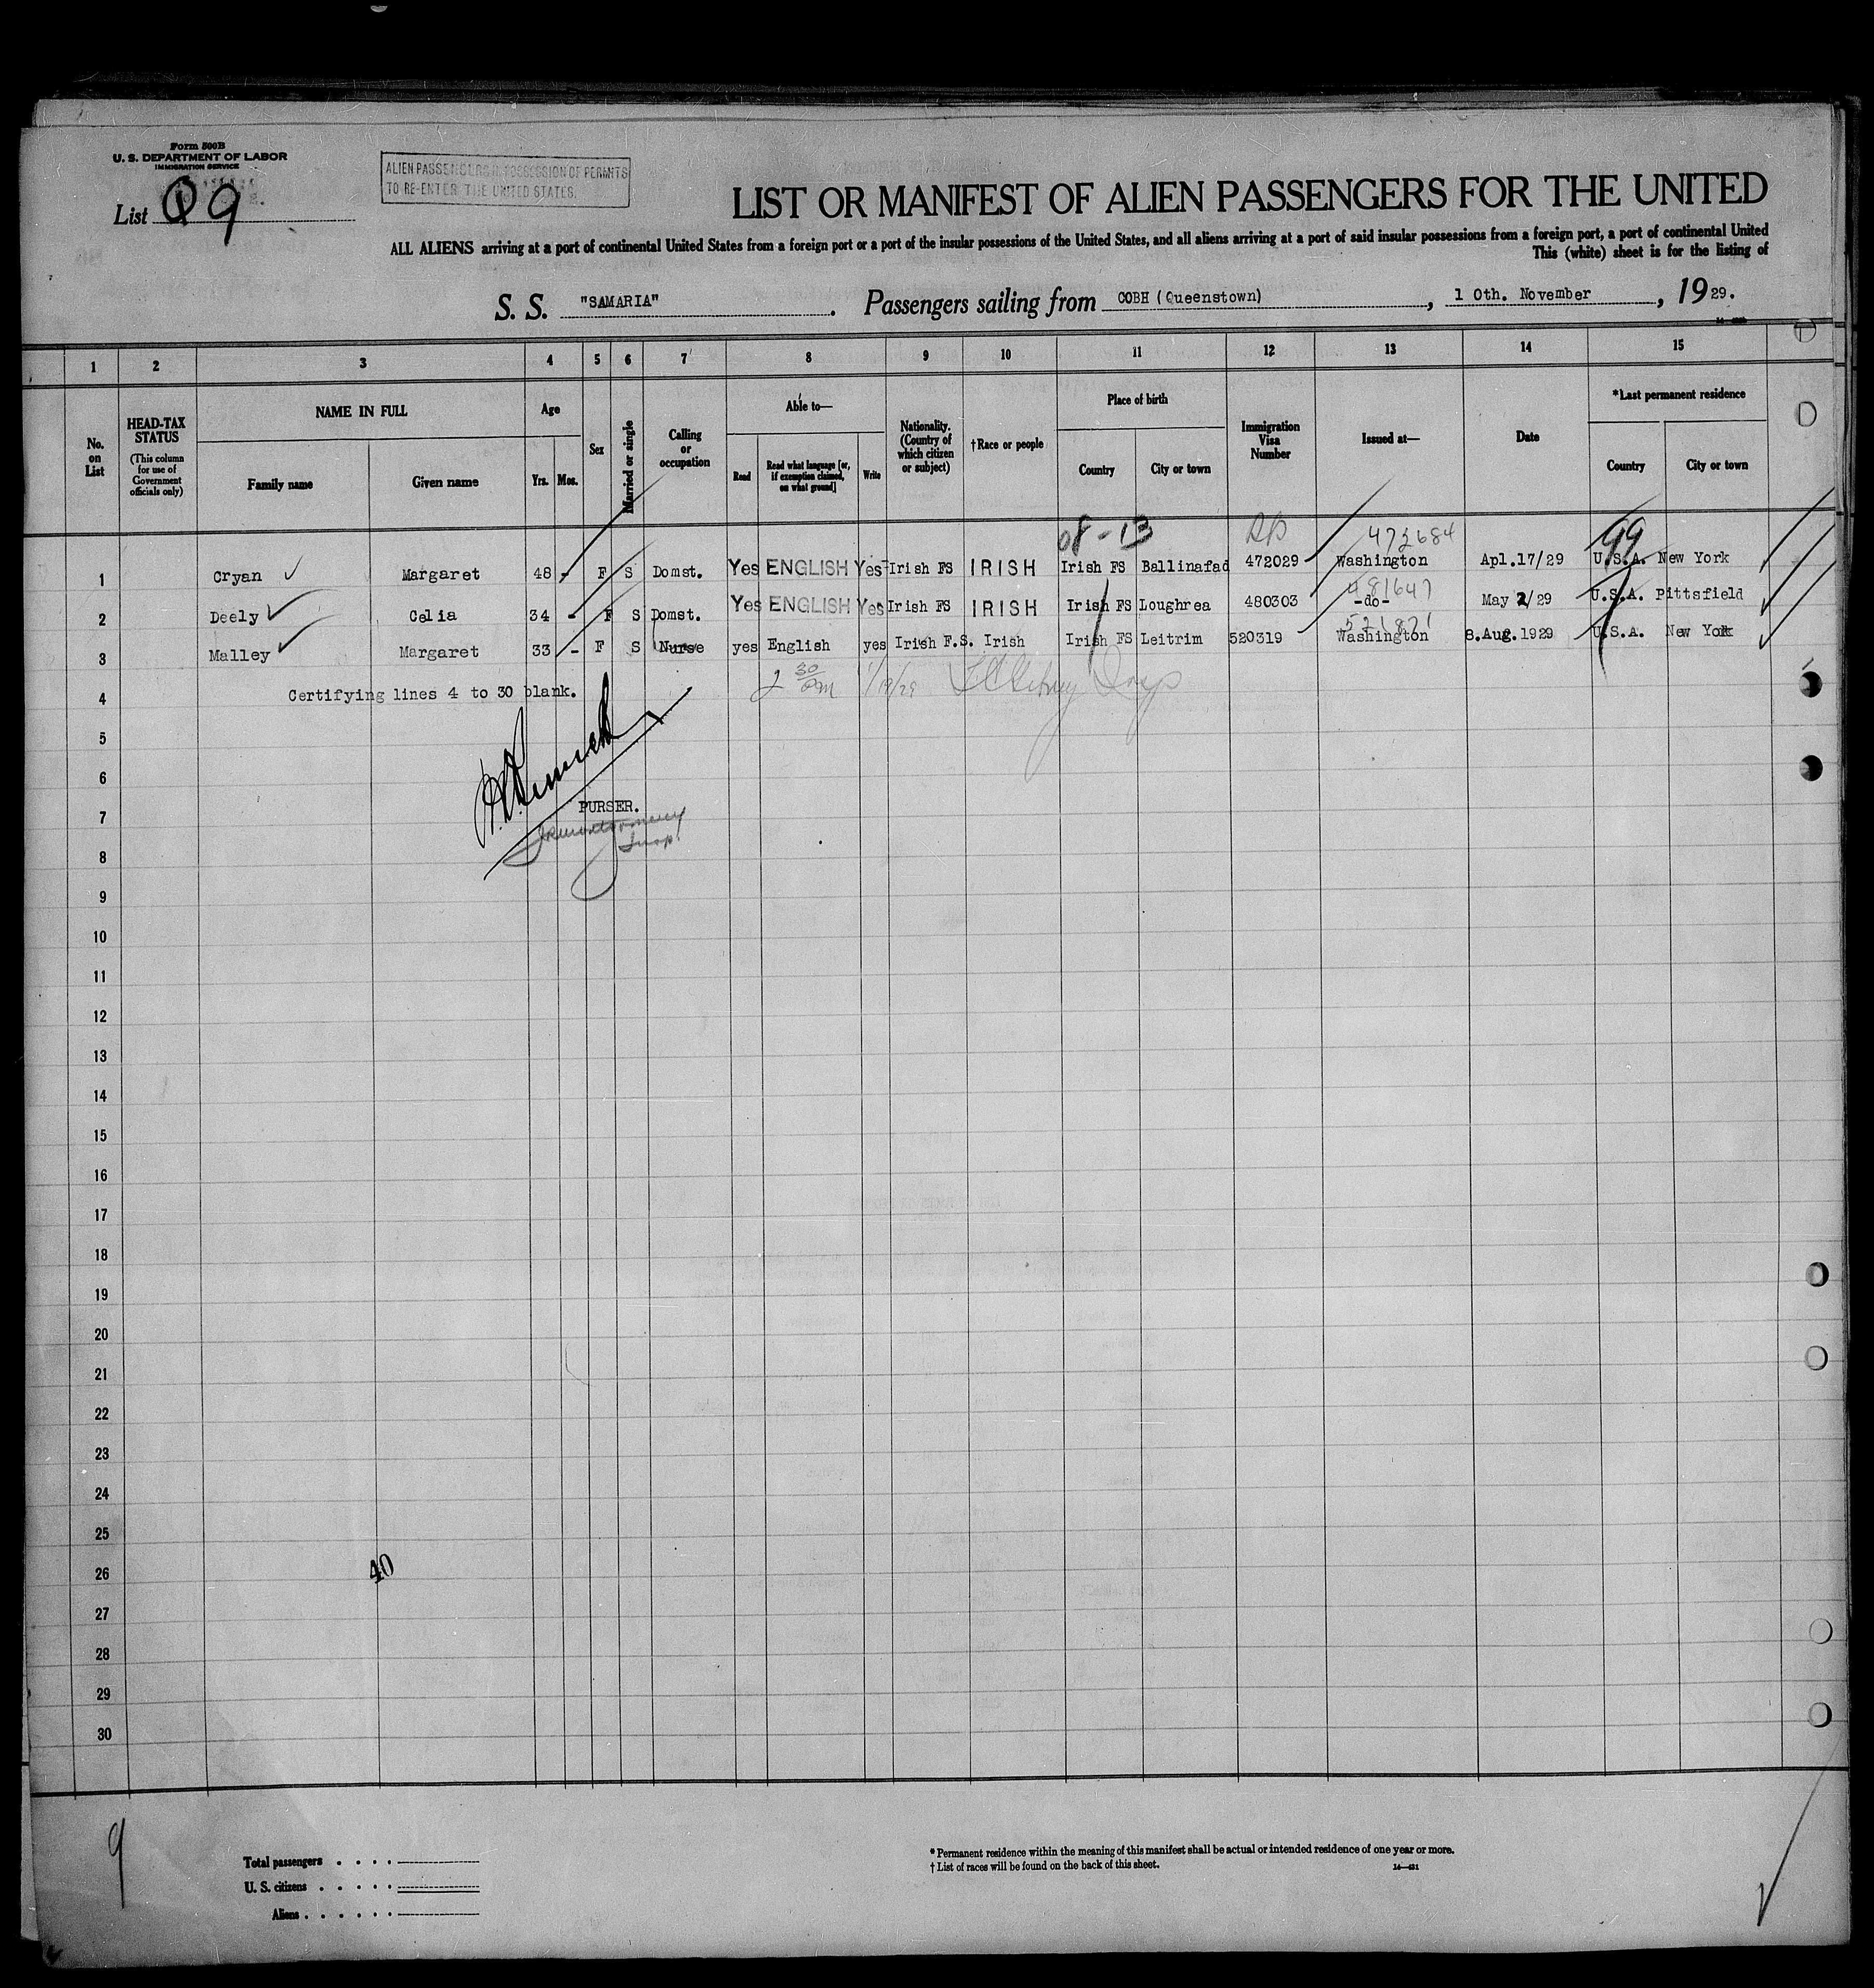 Form 500B
U. S. DEPARTMENT OF LABOR
IMMIGRATION SERVICE
List 9
ALIEN PASSENGERS IN POSSESSION OF PERMITS
TO RE-ENTER THE UNITED STATES.
LIST OR MANIFEST OF ALIEN PASSENGERS FOR THE UNITED
ALL ALIENS arriving at a port of continental United States from a foreign port or a port of the insular possessions of the United States, and all aliens arriving at a port of said insular possessions from a foreign port, a port of continental United
This (white) sheet is for the listing of
S. S. "SAMARIA". Passengers sailing from COBH (Queenstown), 1 0th. November, 1929.
1 2 3 4 5 6 7 8 9 10 11 12 13 14 15
No. on List
HEAD-TAX STATUS
(This column for use of Government officials only)
NAME IN FULL
Family name Given name
Age
Yrs. Mos.
Sex
Married or single
Calling or occupation
Able to—
Read Read what language [or, if exemption claimed, on what ground] Write
Nationality. (Country of which citizen or subject)
†Race or people
Place of birth
Country City or town
Immigration Visa Number
Issued at—
Date
*Last permanent residence
Country City or town
08-13 472684 99
1 Cryan Margaret 48 - F S Domst. Yes ENGLISH Yes Irish FS IRISH Irish FS Ballinafad 472029 Washington Apl.17/29 U.S.A. New York
481647
2 Deely Celia 34 - F S Domst. Yes ENGLISH Yes Irish FS IRISH Irish FS Loughrea 480303 -do- May 2/29 U.S.A. Pittsfield
521871
3 Malley Margaret 33 - F S Nurse yes English yes Irish F.S. Irish Irish FS Leitrim 520319 Washington 8.Aug.1929 U.S.A. New York
4 Certifying lines 4 to 30 blank.
2 30 PM
5
6
7 PURSER.
Insp.
8
9
10
11
12
13
14
15
16
17
18
19
20
21
22
23
24
25
26 40
27
28
29
30
9
Total passengers
U. S. citizens
Aliens
* Permanent residence within the meaning of this manifest shall be actual or intended residence of one year or more.
† List of races will be found on the back of this sheet.
14—421